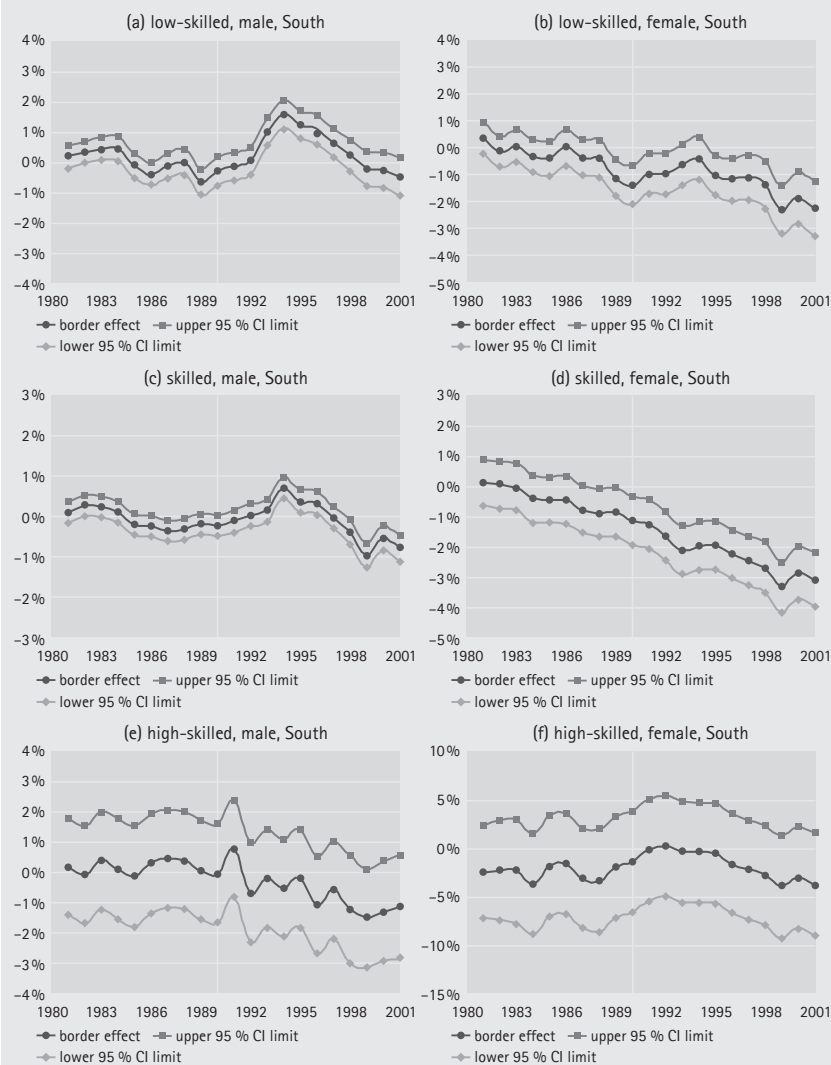 (a) low-skilled, male, South
4 %
3 %
2 %
1 %
0 %
–1 %
–2 %
–3 %
–4 %
1980 1983 1986 1989 1992 1995 1998 2001
border effect upper 95 % CI limit
lower 95 % CI limit
(b) low-skilled, female, South
4 %
3 %
2 %
1 %
0 %
–1 %
–2 %
–3 %
–4 %
–5 %
1980 1983 1986 1989 1992 1995 1998 2001
border effect upper 95 % CI limit
lower 95 % CI limit
(c) skilled, male, South
3 %
2 %
1 %
0 %
–1 %
–2 %
–3 %
1980 1983 1986 1989 1992 1995 1998 2001
border effect upper 95 % CI limit
lower 95 % CI limit
(d) skilled, female, South
3 %
2 %
1 %
0 %
–1 %
–2 %
–3 %
–4 %
–5 %
1980 1983 1986 1989 1992 1995 1998 2001
border effect upper 95 % CI limit
lower 95 % CI limit
(e) high-skilled, male, South
4 %
3 %
2 %
1 %
0 %
–1 %
–2 %
–3 %
–4 %
1980 1983 1986 1989 1992 1995 1998 2001
border effect upper 95 % CI limit
lower 95 % CI limit
(f) high-skilled, female, South
10 %
5 %
0 %
–5 %
–10 %
–15 %
1980 1983 1986 1989 1992 1995 1998 2001
border effect upper 95 % CI limit
lower 95 % CI limit